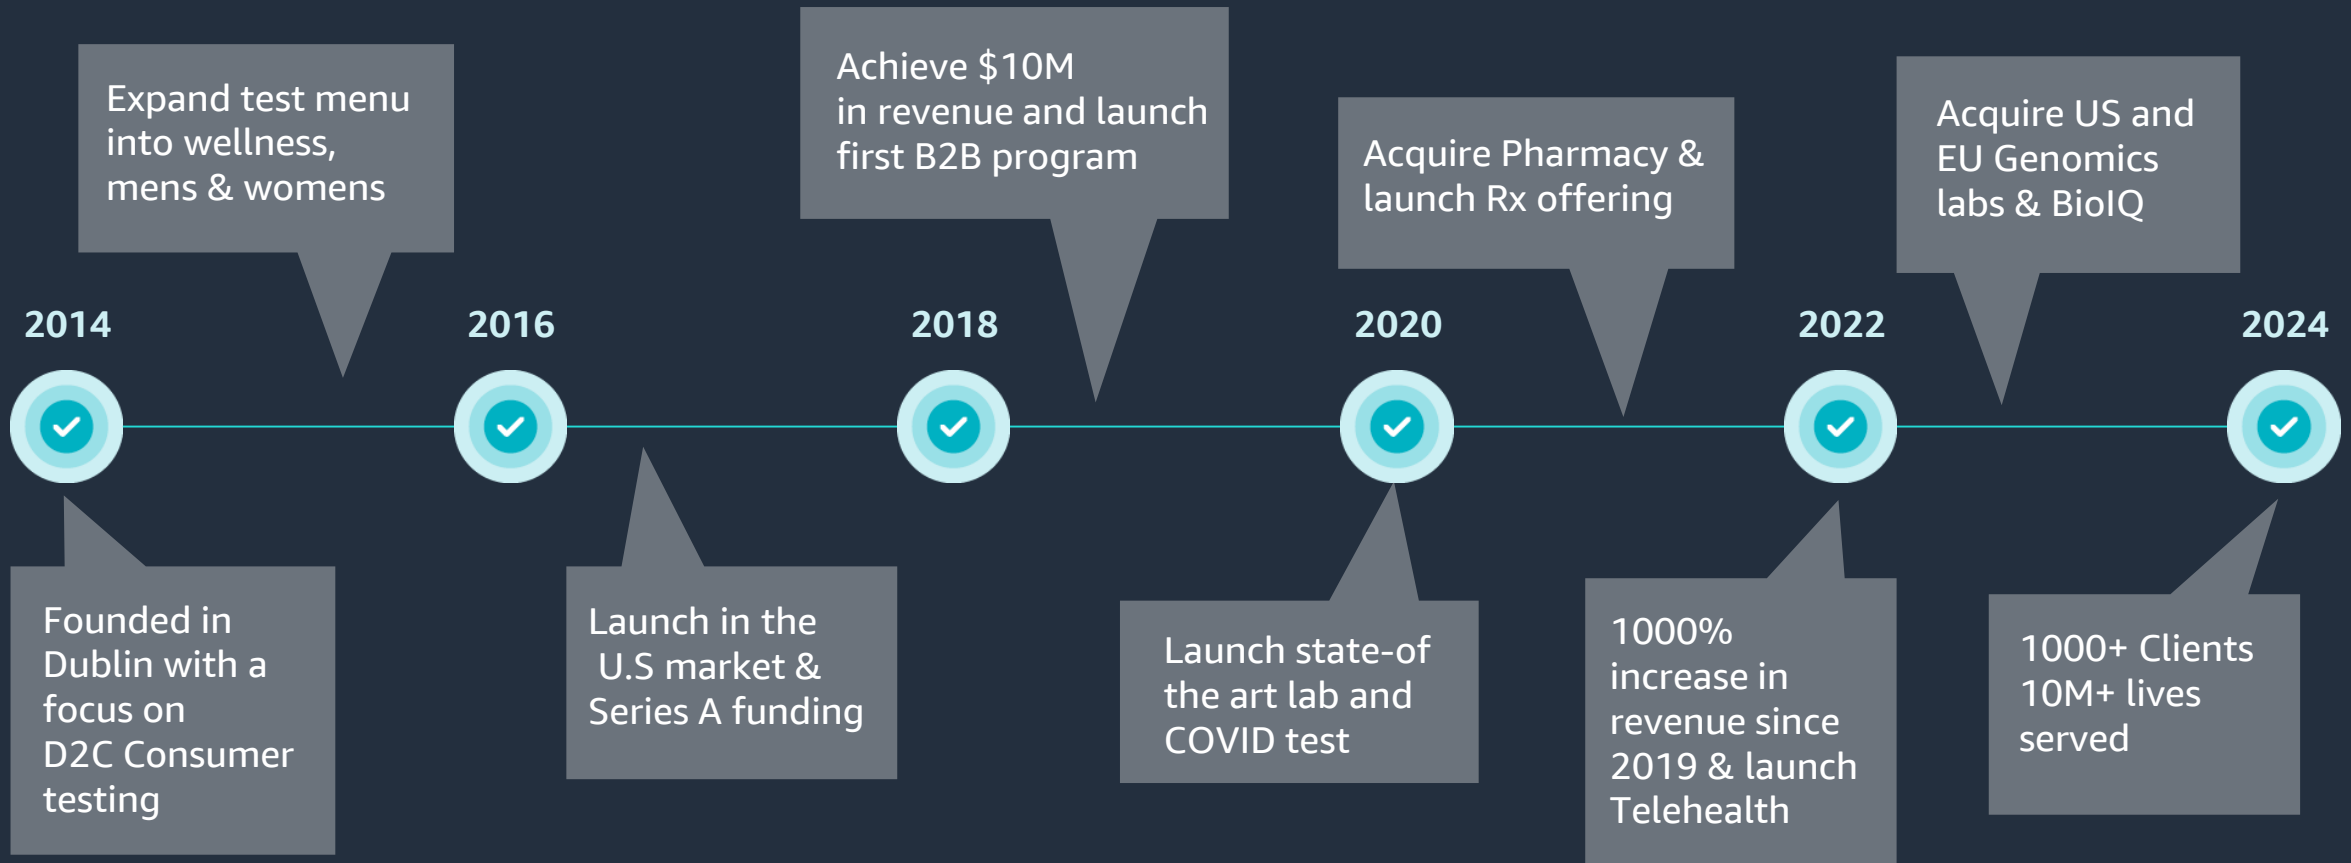 Expand test menu
into wellness,
mens & womens
Achieve $10M
in revenue and launch
first B2B program
Acquire Pharmacy &
launch Rx offering
Acquire US and
EU Genomics
labs & BioIQ
2014
2016
2018
2020
2022
2024
Founded in
Dublin with a
focus on
D2C Consumer
testing
Launch in the
U.S market &
Series A funding
Launch state-of
the art lab and
COVID test
1000%
increase in
revenue since
2019 & launch
Telehealth
1000+ Clients
10M+ lives
served